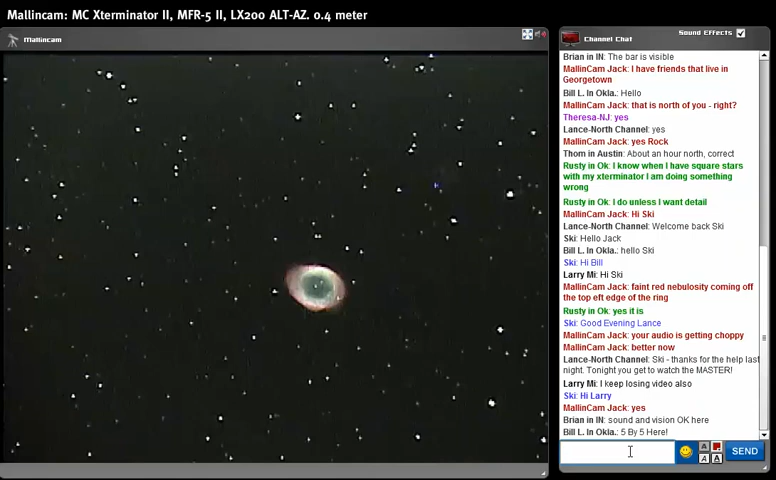 Mallincam: MC Xterminator II, MFR-5 II, LX200 ALT-AZ. 0.4 meter
Mallincam
Sound Effects
Channel Chat
Brian in IN: The bar is visible
MallinCam Jack: I have friends that live in
Georgetown
Bill L. In Okla.: Hello
MallinCam Jack: that is north of you - right?
Theresa-NJ: yes
Lance-North Channel: yes
MallinCam Jack: yes Rock
Thom in Austin: About an hour north, correct
Rusty in Ok: I know when I have square stars
with my xterminator I am doing something
wrong
Rusty in Ok: I do unless I want detail
MallinCam Jack: Hi Ski
Lance-North Channel: Welcome back Ski
Ski: Hello Jack
Bill L. In Okla.: hello Ski
Ski: Hi Bill
Larry Mi: Hi Ski
MallinCam Jack: faint red nebulosity coming off
the top eft edge of the ring
Rusty in Ok: yes it is
Ski: Good Evening Lance
MallinCam Jack: your audio is getting choppy
MallinCam Jack: better now
Lance-North Channel: Ski - thanks for the help last
night. Tonight you get to watch the MASTER!
Larry Mi: I keep losing video also
Ski: Hi Larry
MallinCam Jack: yes
Brian in IN: sound and vision OK here
Bill L. In Okla.: 5 By 5 Here!
A
A A
SEND